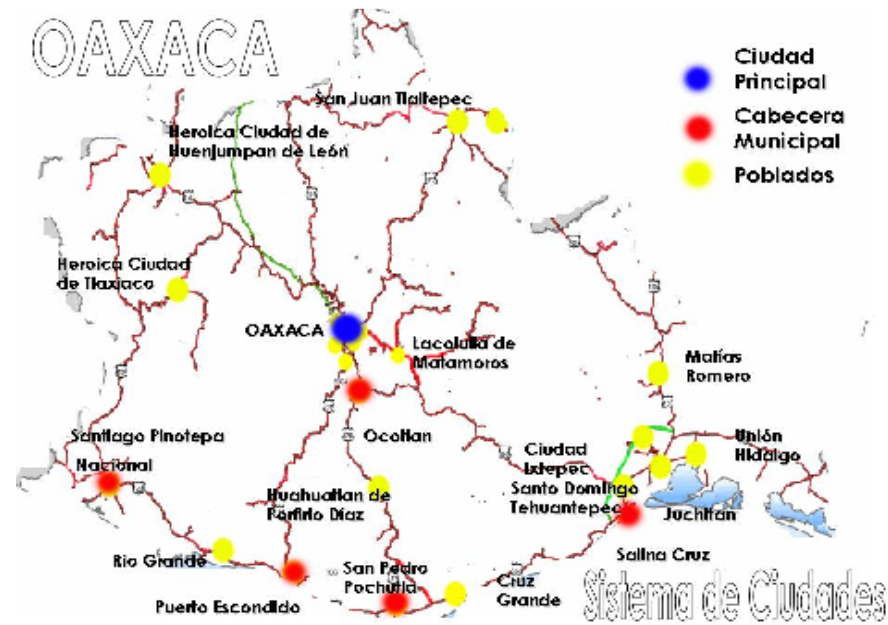 OAXACA
Ciudad
Principal
Cabecera
Municipal
Poblados
San Juan Tlaltepec
Heroica Ciudad de
Huenjumpan de León
Heroica Ciudad
de Tlaxiaco
OAXACA
Lacolulla de
Matamoros
Matías
Romero
Santiago Pinotepa
Nacional
Ocotlan
Ciudad
Ixtepec
Santo Domingo
Tehuantepec
Unión
Hidalgo
Huahuatlan de
Porfirio Díaz
Juchitan
Rio Grande
San Pedro
Pochutla
Salina Cruz
Cruz
Grande
Puerto Escondido
Sistema de Ciudades